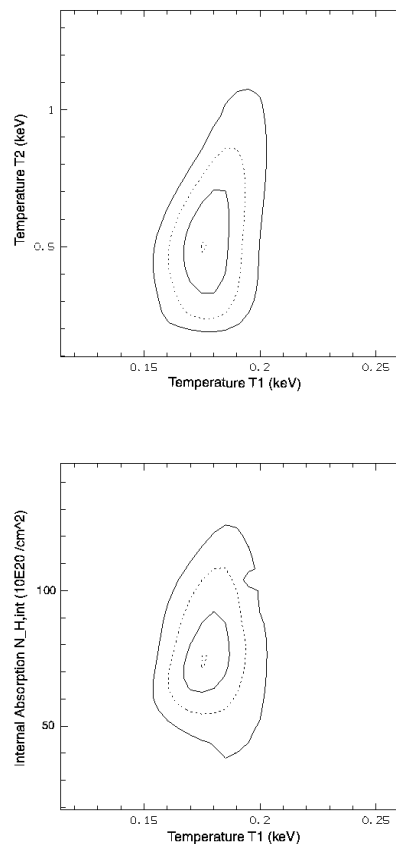 Temperature T2 (keV)
1
0.5
0.15
0.2
0.25
Temperature T1 (keV)
Internal Absorption N_H,int (10E20 /cm^2)
100
50
0.15
0.2
0.25
Temperature T1 (keV)